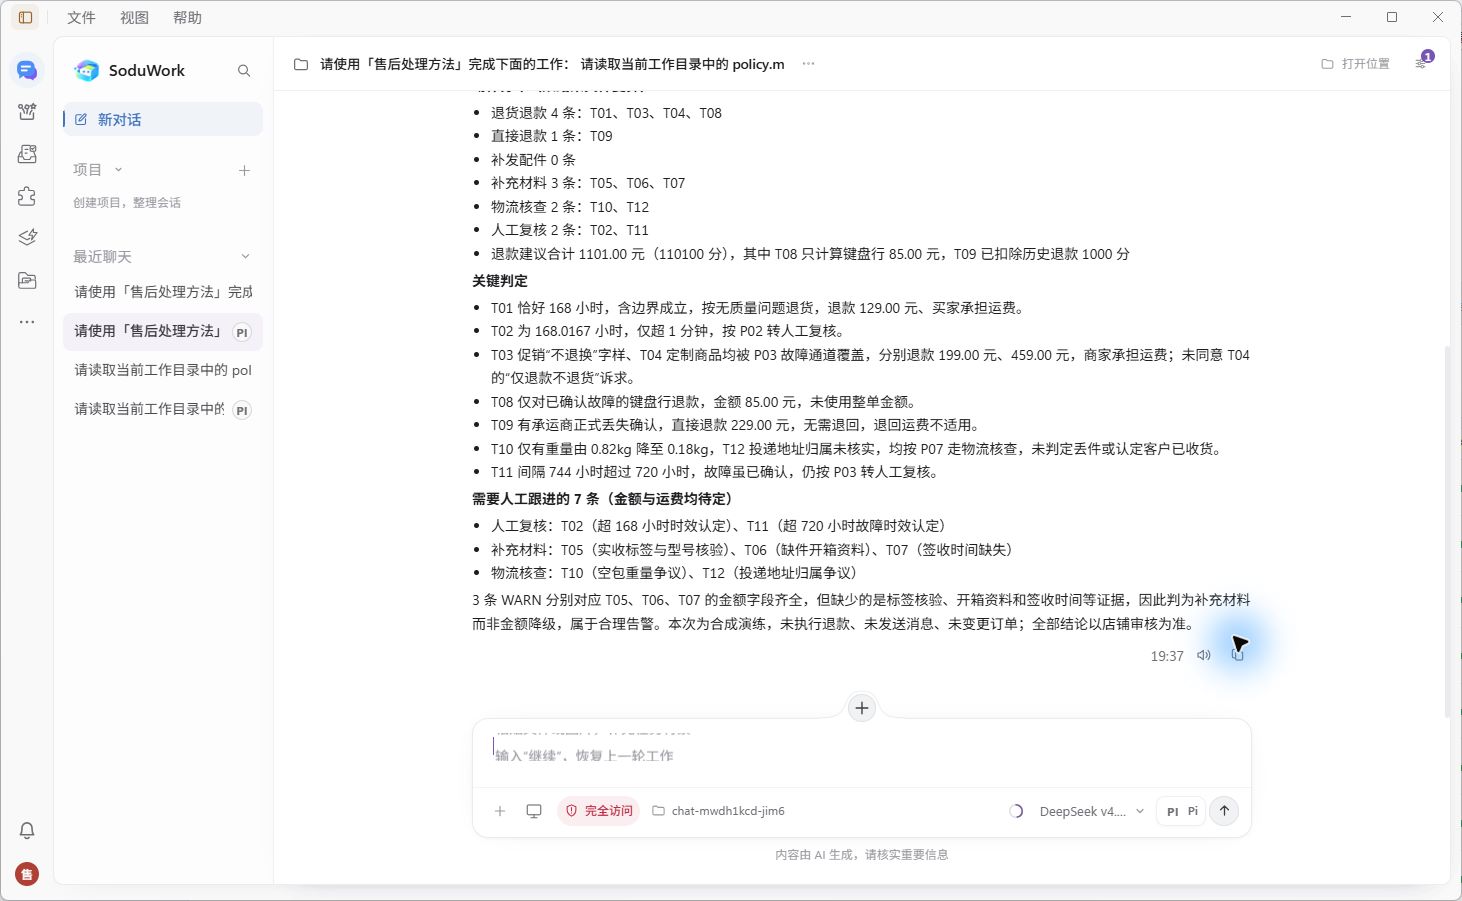 文件 视图 帮助
SoduWork
新对话
项目
创建项目，整理会话
最近聊天
请使用「售后处理方法」完成
请使用「售后处理方法」 PI
请读取当前工作目录中的 pol
请读取当前工作目录中的 PI
售
请使用「售后处理方法」完成下面的工作： 请读取当前工作目录中的 policy.m ···
打开位置 1
• 退货退款 4 条：T01、T03、T04、T08
• 直接退款 1 条：T09
• 补发配件 0 条
• 补充材料 3 条：T05、T06、T07
• 物流核查 2 条：T10、T12
• 人工复核 2 条：T02、T11
• 退款建议合计 1101.00 元（110100 分），其中 T08 只计算键盘行 85.00 元，T09 已扣除历史退款 1000 分
关键判定
• T01 恰好 168 小时，含边界成立，按无质量问题退货，退款 129.00 元、买家承担运费。
• T02 为 168.0167 小时，仅超 1 分钟，按 P02 转人工复核。
• T03 促销“不退换”字样、T04 定制商品均被 P03 故障通道覆盖，分别退款 199.00 元、459.00 元，商家承担运费；未同意 T04
的“仅退款不退货”诉求。
• T08 仅对已确认故障的键盘行退款，金额 85.00 元，未使用整单金额。
• T09 有承运商正式丢失确认，直接退款 229.00 元，无需退回，退回运费不适用。
• T10 仅有重量由 0.82kg 降至 0.18kg，T12 投递地址归属未核实，均按 P07 走物流核查，未判定丢件或认定客户已收货。
• T11 间隔 744 小时超过 720 小时，故障虽已确认，仍按 P03 转人工复核。
需要人工跟进的 7 条（金额与运费均待定）
• 人工复核：T02（超 168 小时时效认定）、T11（超 720 小时故障时效认定）
• 补充材料：T05（实收标签与型号核验）、T06（缺件开箱资料）、T07（签收时间缺失）
• 物流核查：T10（空包重量争议）、T12（投递地址归属争议）
3 条 WARN 分别对应 T05、T06、T07 的金额字段齐全，但缺少的是标签核验、开箱资料和签收时间等证据，因此判为补充材料
而非金额降级，属于合理告警。本次为合成演练，未执行退款、未发送消息、未变更订单；全部结论以店铺审核为准。
19:37
输入“继续”，恢复上一轮工作
完全访问 chat-mwdh1kcd-jim6 DeepSeek v4.... PI Pi
内容由 AI 生成，请核实重要信息